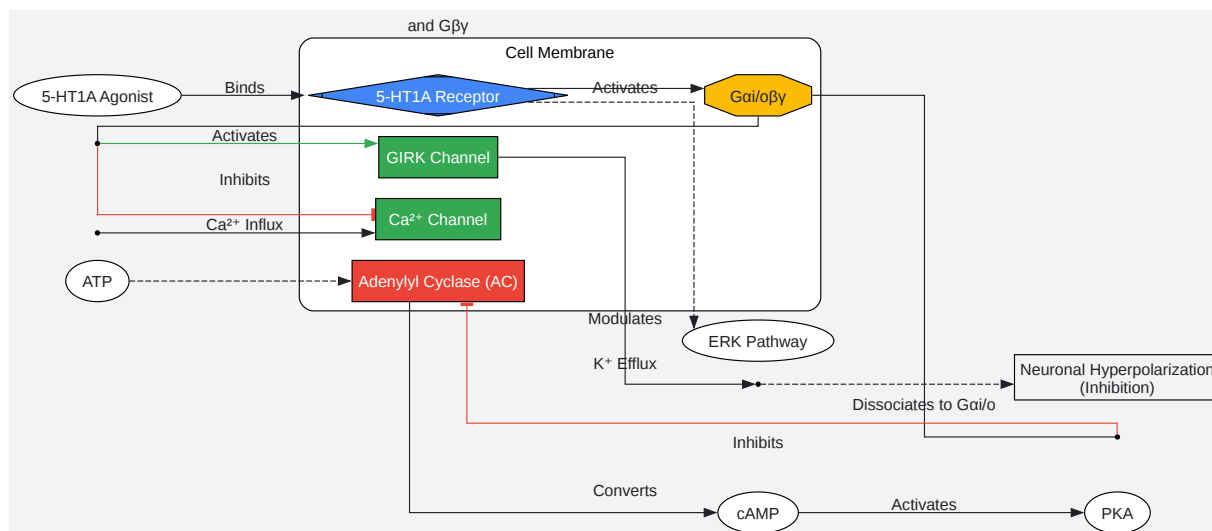 and Gβγ
Cell Membrane
5-HT1A Agonist
Binds
5-HT1A Receptor
Activates
Gαi/oβγ
Activates
GIRK Channel
Inhibits
Ca²⁺ Influx
Ca²⁺ Channel
ATP
Adenylyl Cyclase (AC)
Modulates
ERK Pathway
K⁺ Efflux
Neuronal Hyperpolarization
(Inhibition)
Dissociates to Gαi/o
Inhibits
Converts
cAMP
Activates
PKA